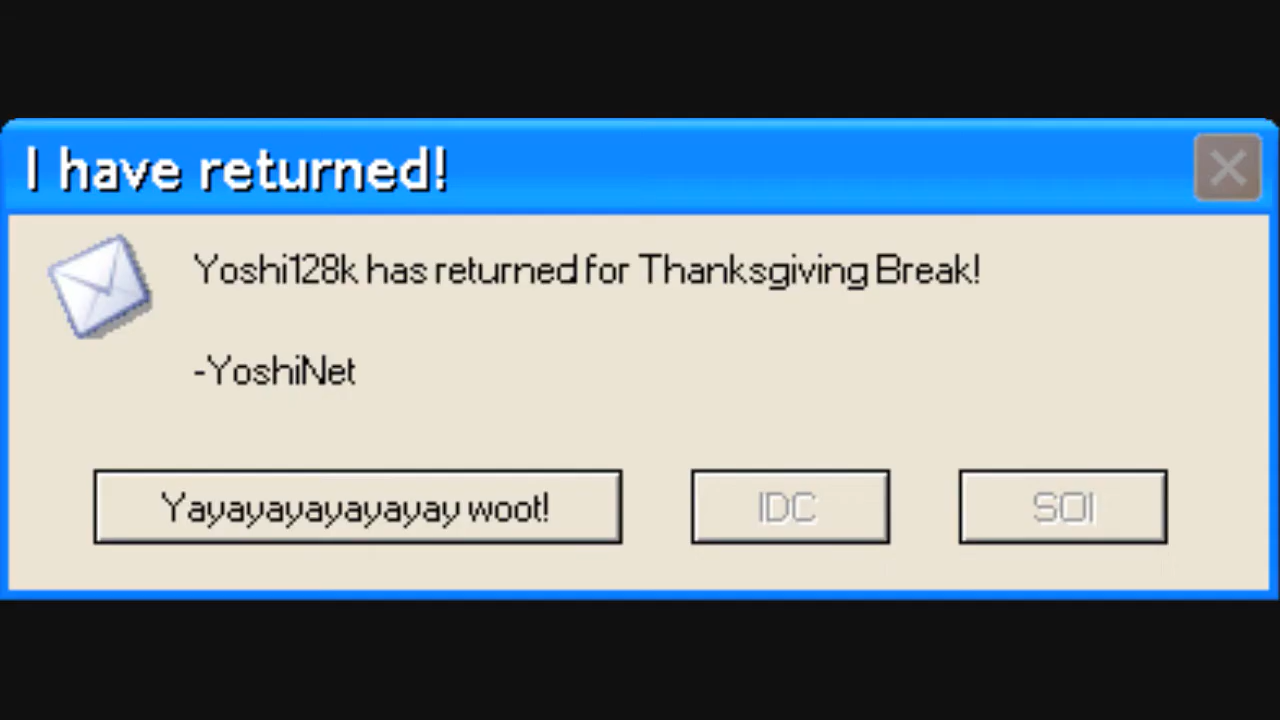 I have returned!
Yoshi128k has returned for Thanksgiving Break!
-YoshiNet
Yayayayayayayay woot!
IDC
SOI